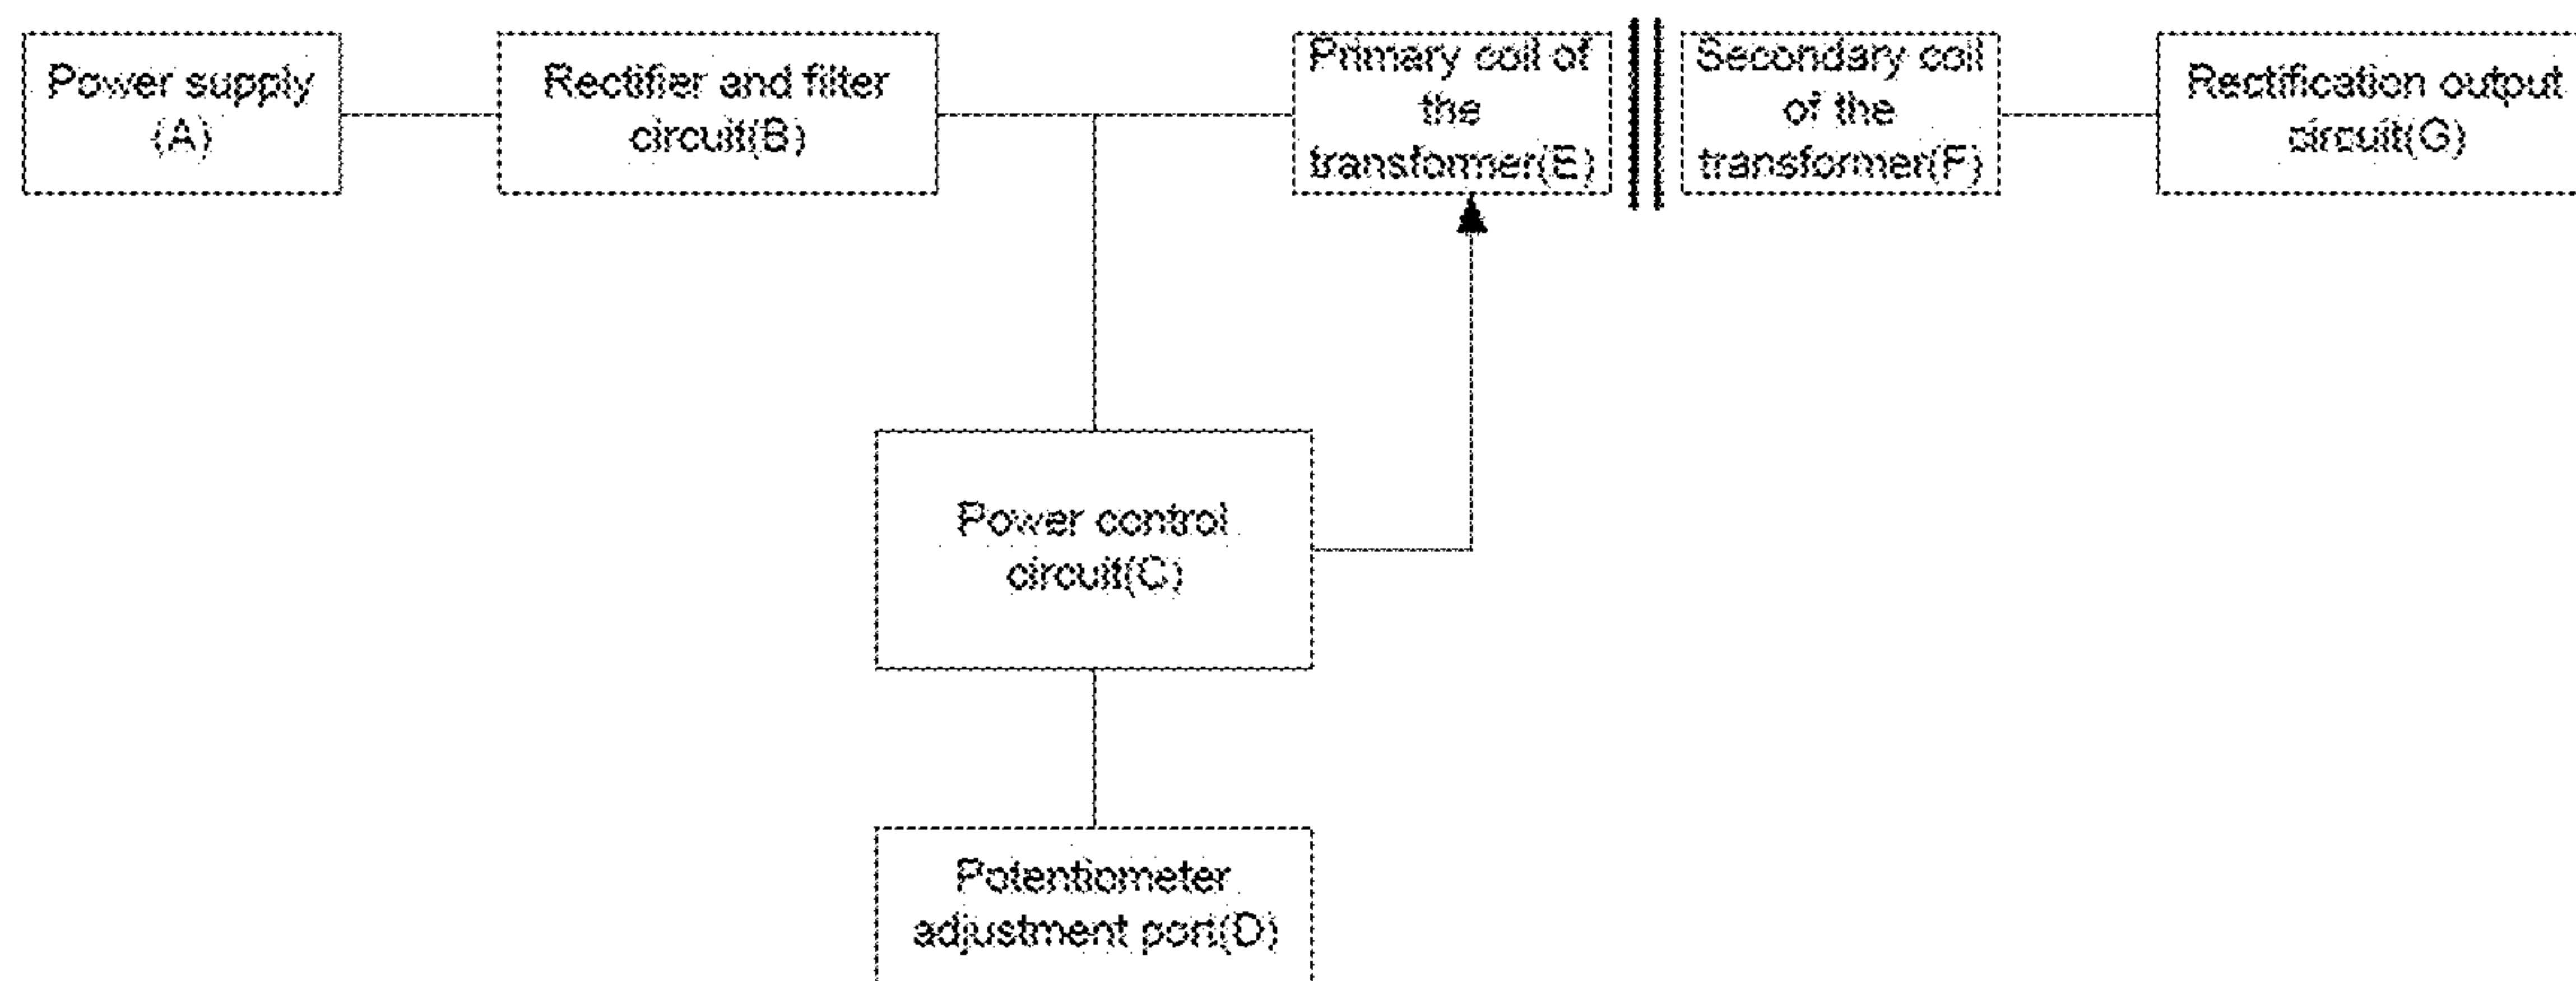 Power supply
(A)
Rectifier and filter
circuit(B)
Primary coil of
the
transformer(E)
Secondary coil
of the
transformer(F)
Rectification output
circuit(G)
Power control
circuit(C)
Potentiometer
adjustment port(D)